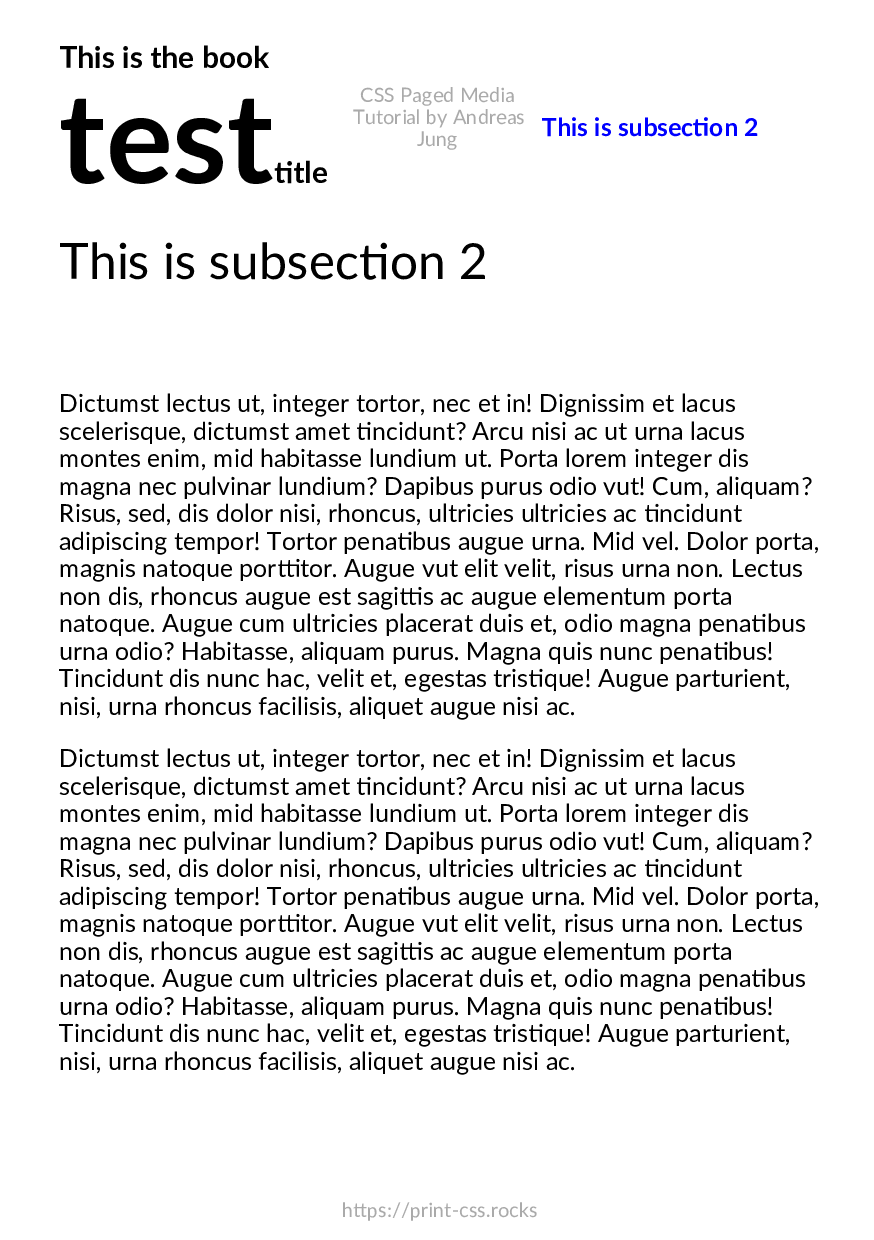 This is the book
test title
CSS Paged Media
Tutorial by Andreas
Jung
This is subsection 2
This is subsection 2
Dictumst lectus ut, integer tortor, nec et in! Dignissim et lacus
scelerisque, dictumst amet tincidunt? Arcu nisi ac ut urna lacus
montes enim, mid habitasse lundium ut. Porta lorem integer dis
magna nec pulvinar lundium? Dapibus purus odio vut! Cum, aliquam?
Risus, sed, dis dolor nisi, rhoncus, ultricies ultricies ac tincidunt
adipiscing tempor! Tortor penatibus augue urna. Mid vel. Dolor porta,
magnis natoque porttitor. Augue vut elit velit, risus urna non. Lectus
non dis, rhoncus augue est sagittis ac augue elementum porta
natoque. Augue cum ultricies placerat duis et, odio magna penatibus
urna odio? Habitasse, aliquam purus. Magna quis nunc penatibus!
Tincidunt dis nunc hac, velit et, egestas tristique! Augue parturient,
nisi, urna rhoncus facilisis, aliquet augue nisi ac.
Dictumst lectus ut, integer tortor, nec et in! Dignissim et lacus
scelerisque, dictumst amet tincidunt? Arcu nisi ac ut urna lacus
montes enim, mid habitasse lundium ut. Porta lorem integer dis
magna nec pulvinar lundium? Dapibus purus odio vut! Cum, aliquam?
Risus, sed, dis dolor nisi, rhoncus, ultricies ultricies ac tincidunt
adipiscing tempor! Tortor penatibus augue urna. Mid vel. Dolor porta,
magnis natoque porttitor. Augue vut elit velit, risus urna non. Lectus
non dis, rhoncus augue est sagittis ac augue elementum porta
natoque. Augue cum ultricies placerat duis et, odio magna penatibus
urna odio? Habitasse, aliquam purus. Magna quis nunc penatibus!
Tincidunt dis nunc hac, velit et, egestas tristique! Augue parturient,
nisi, urna rhoncus facilisis, aliquet augue nisi ac.
https://print-css.rocks